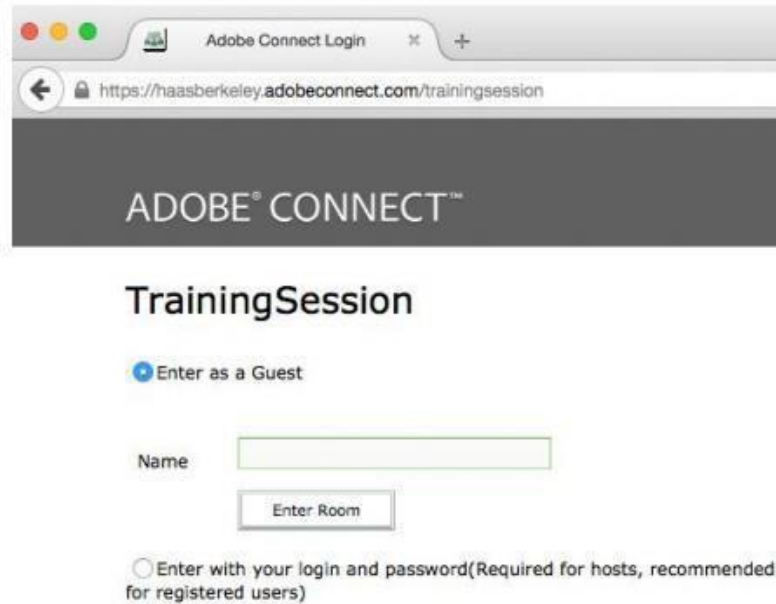 Adobe Connect Login
https://haasberkeley.adobeconnect.com/trainingsession
ADOBE® CONNECT™
TrainingSession
Enter as a Guest
Name
Enter Room
Enter with your login and password(Required for hosts, recommended
for registered users)